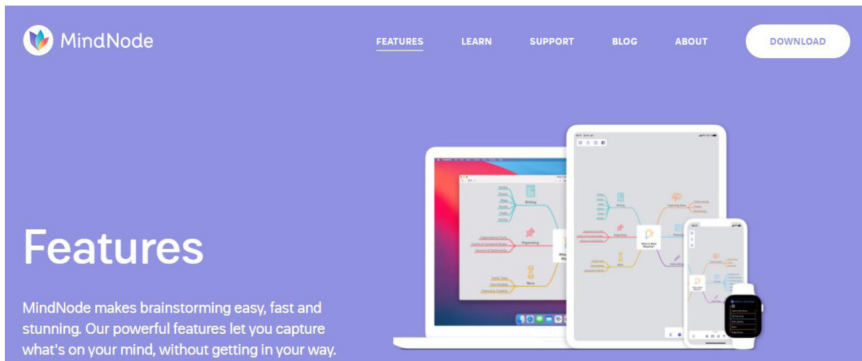 MindNode
FEATURES LEARN SUPPORT BLOG ABOUT DOWNLOAD
Features
MindNode makes brainstorming easy, fast and
stunning. Our powerful features let you capture
what's on your mind, without getting in your way.